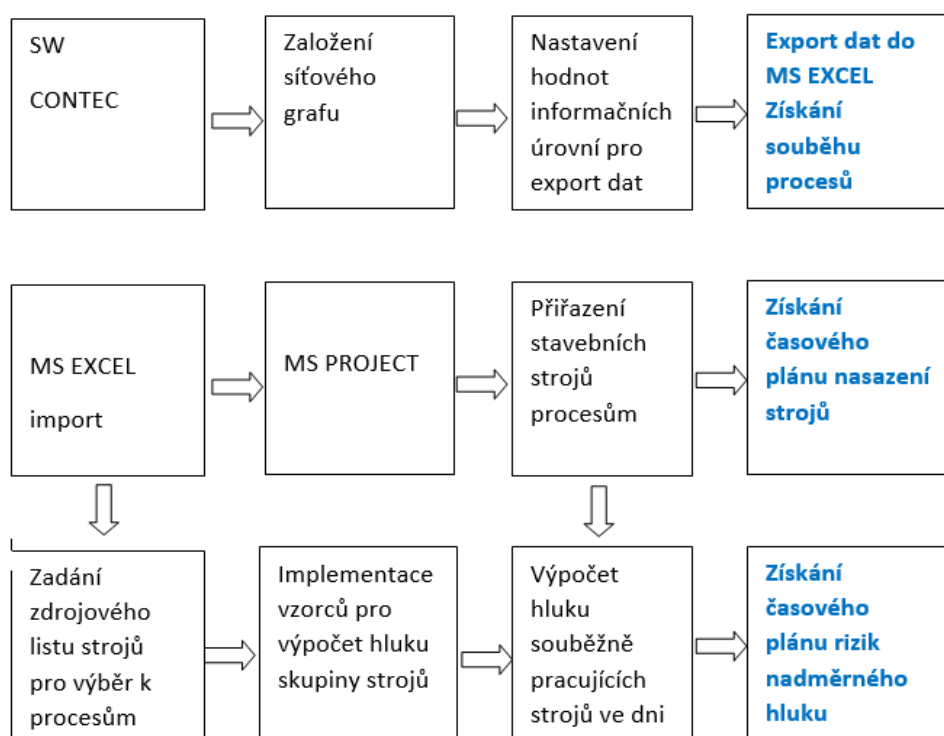 SW
CONTEC
Založení
síťového
grafu
Nastavení
hodnot
informačních
úrovní pro
export dat
Export dat do
MS EXCEL
Získání
souběhu
procesů
MS EXCEL
import
MS PROJECT
Přiřazení
stavebních
strojů
procesům
Získání
časového
plánu nasazení
strojů
Zadání
zdrojového
listu strojů
pro výběr k
procesům
Implementace
vzorců pro
výpočet hluku
skupiny strojů
Výpočet
hluku
souběžně
pracujících
strojů ve dni
Získání
časového
plánu rizik
nadměrného
hluku